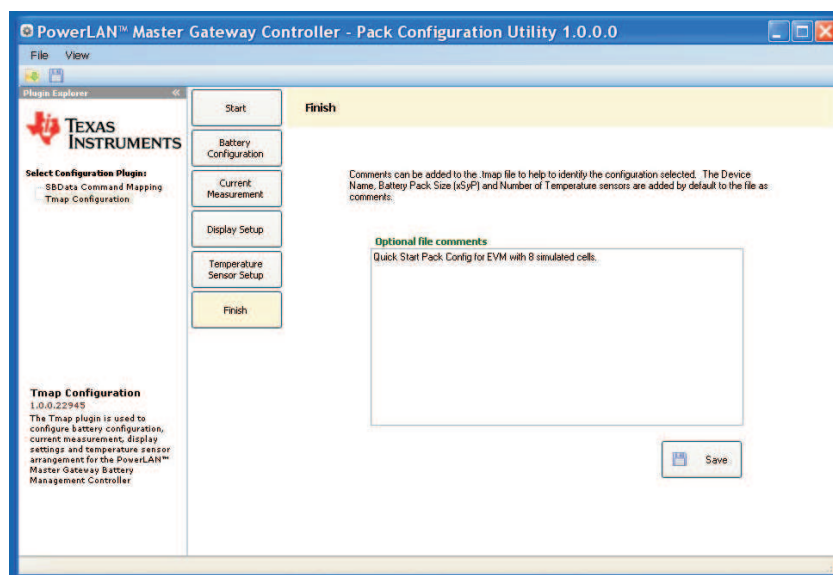 PowerLAN™ Master Gateway Controller - Pack Configuration Utility 1.0.0.0
File View
Plugin Explorer «
TEXAS
INSTRUMENTS
Select Configuration Plugin:
SBData Command Mapping
Tmap Configuration
Tmap Configuration
1.0.0.22945
The Tmap plugin is used to
configure battery configuration,
current measurement, display
settings and temperature sensor
arrangement for the PowerLAN™
Master Gateway Battery
Management Controller
Start
Battery
Configuration
Current
Measurement
Display Setup
Temperature
Sensor Setup
Finish
Finish
Comments can be added to the .tmap file to help to identify the configuration selected. The Device
Name, Battery Pack Size (xSyP) and Number of Temperature sensors are added by default to the file as
comments.
Optional file comments
Quick Start Pack Config for EVM with 8 simulated cells.
Save